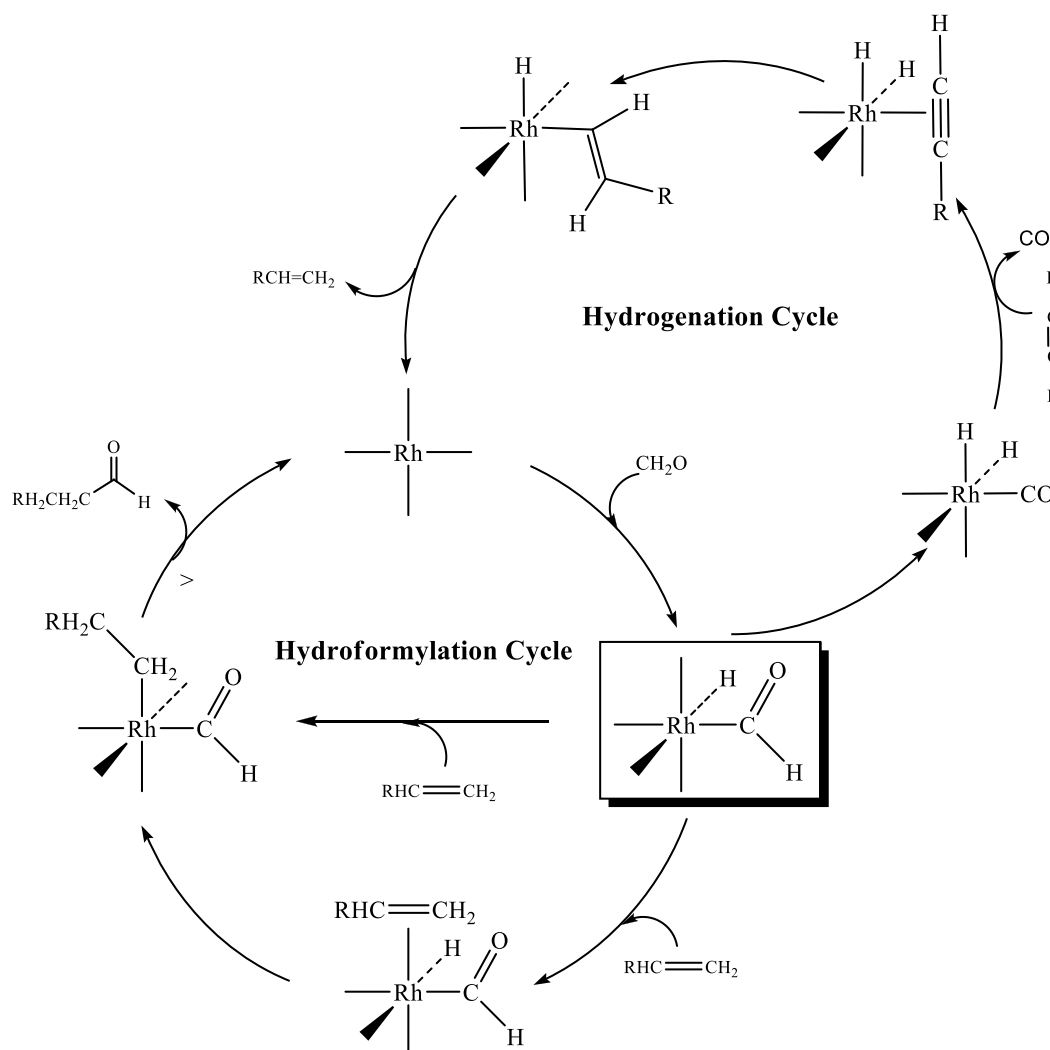 H
H
H
C
Rh
C
R
H
Rh
H
H
R
CO
RCH=CH2
Hydrogenation Cycle
Rh
H
H
Rh
CO
CH2O
O
RH2CH2C
H
>
RH2C
CH2
O
Rh
C
H
Hydroformylation Cycle
RHC
CH2
H
O
Rh
C
H
RHC
CH2
H
O
Rh
C
H
RHC
CH2